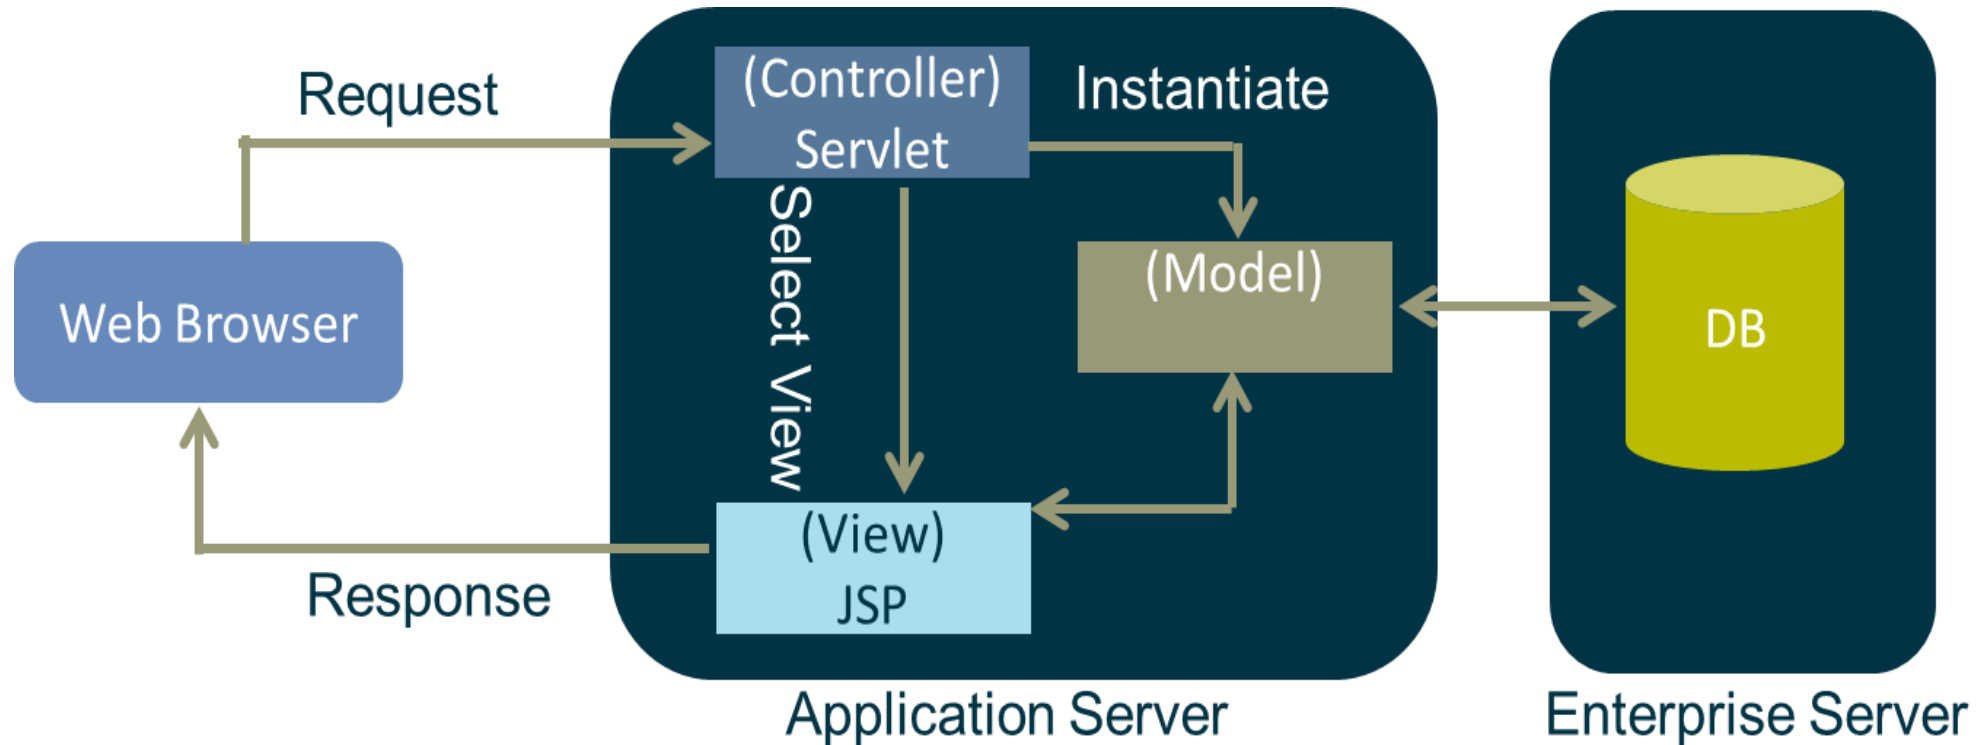 Request
(Controller)
Servlet
Instantiate
Select View
(Model)
Web Browser
DB
(View)
JSP
Response
Application Server
Enterprise Server